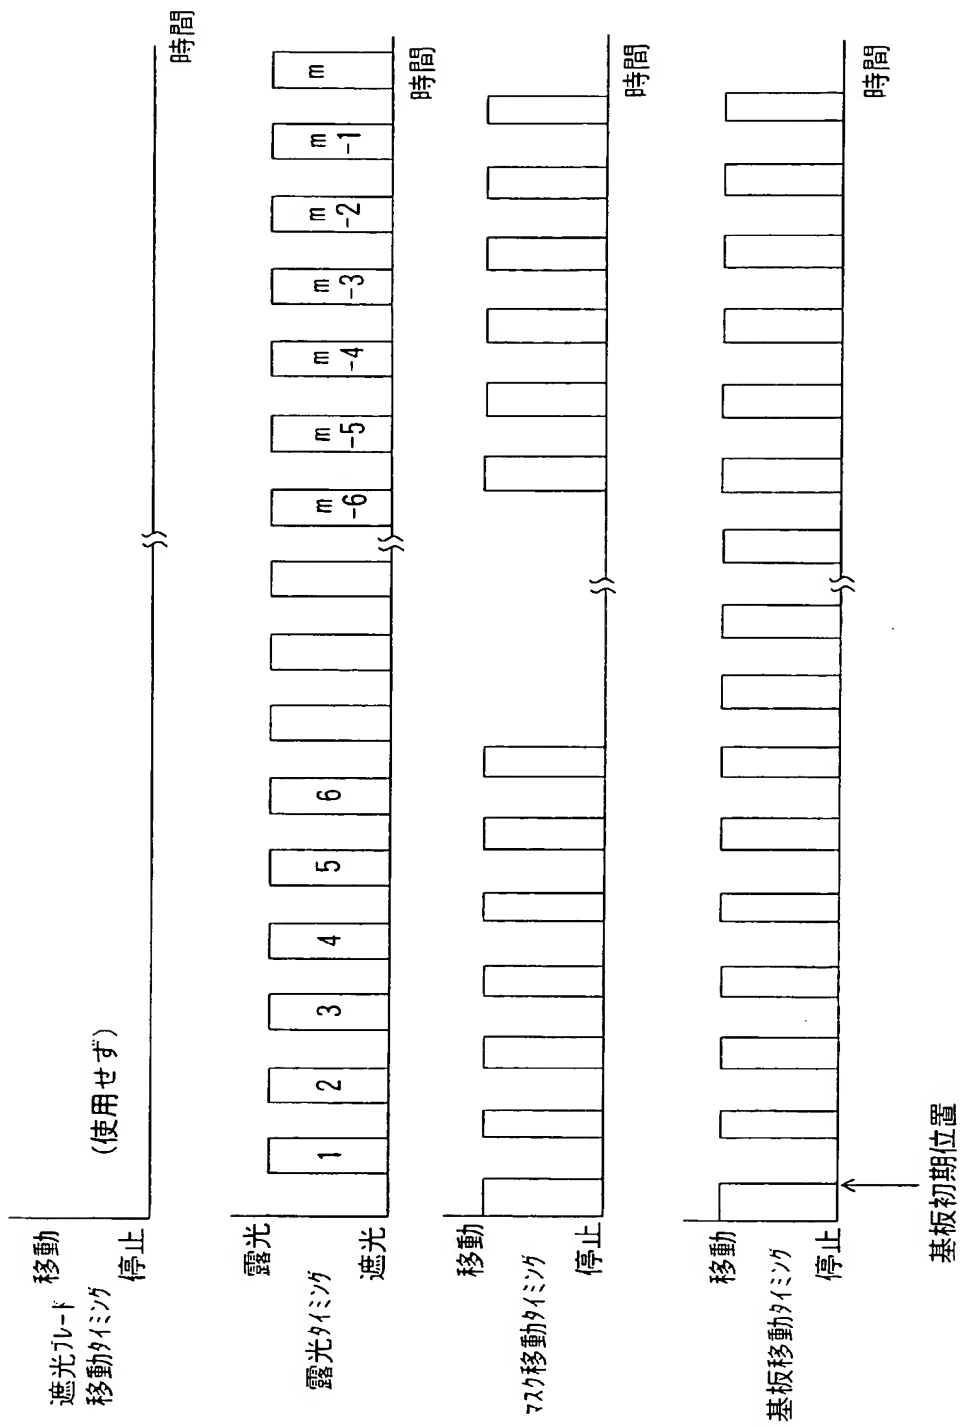 遮光ブレード
移動タイミング
移動
停止
(使用せず)
時間
露光タイミング
露光
遮光
1
2
3
4
5
6
m
-6
m
-5
m
-4
m
-3
m
-2
m
-1
m
時間
マスク移動タイミング
移動
停止
時間
基板移動タイミング
移動
停止
時間
基板初期位置